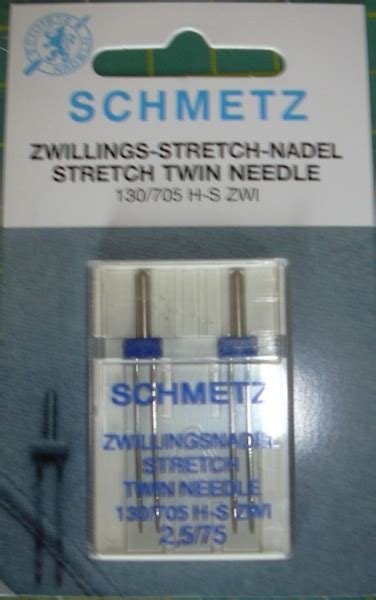 SCHMETZ
ZWILLINGS-STRETCH-NADEL
STRETCH TWIN NEEDLE
130/705 H-S ZWI
SCHMETZ
ZWILLINGSNADEL
STRETCH
TWIN NEEDLE
130/705 H-S ZWI
2,5/75